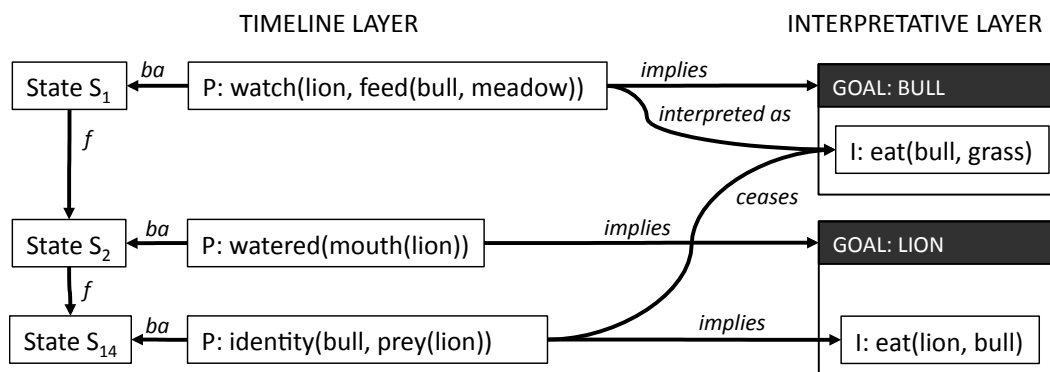 TIMELINE LAYER
INTERPRETATIVE LAYER
State S1
ba
P: watch(lion, feed(bull, meadow))
implies
GOAL: BULL
interpreted as
f
I: eat(bull, grass)
ceases
State S2
ba
P: watered(mouth(lion))
implies
GOAL: LION
f
State S14
ba
P: identity(bull, prey(lion))
implies
I: eat(lion, bull)